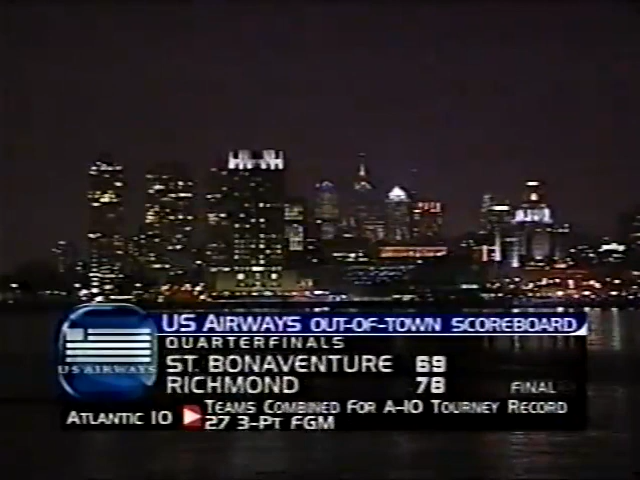 US AIRWAYS OUT-OF-TOWN SCOREBOARD
QUARTERFINALS
US AIRWAYS
ST. BONAVENTURE 69
RICHMOND 78 FINAL
ATLANTIC 10 TEAMS COMBINED FOR A-10 TOURNEY RECORD
27 3-PT FGM